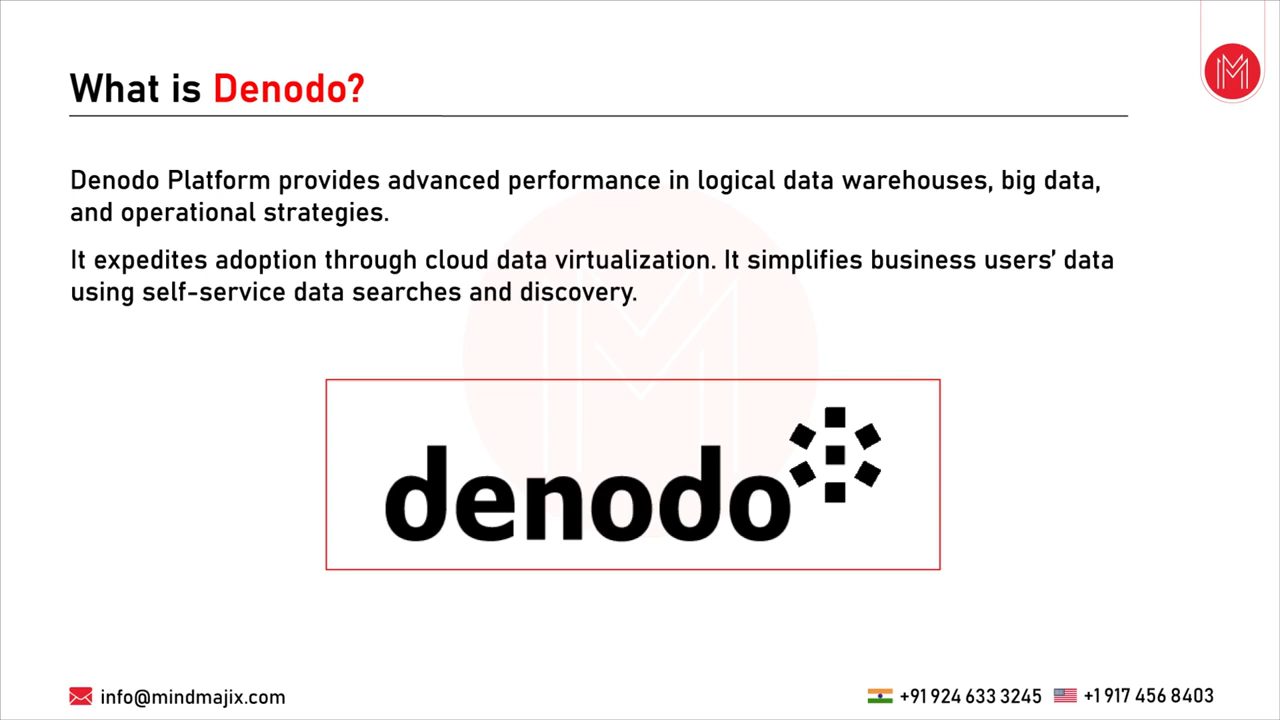 What is Denodo?
Denodo Platform provides advanced performance in logical data warehouses, big data,
and operational strategies.
It expedites adoption through cloud data virtualization. It simplifies business users’ data
using self-service data searches and discovery.
denodo
info@mindmajix.com
+91 924 633 3245
+1 917 456 8403